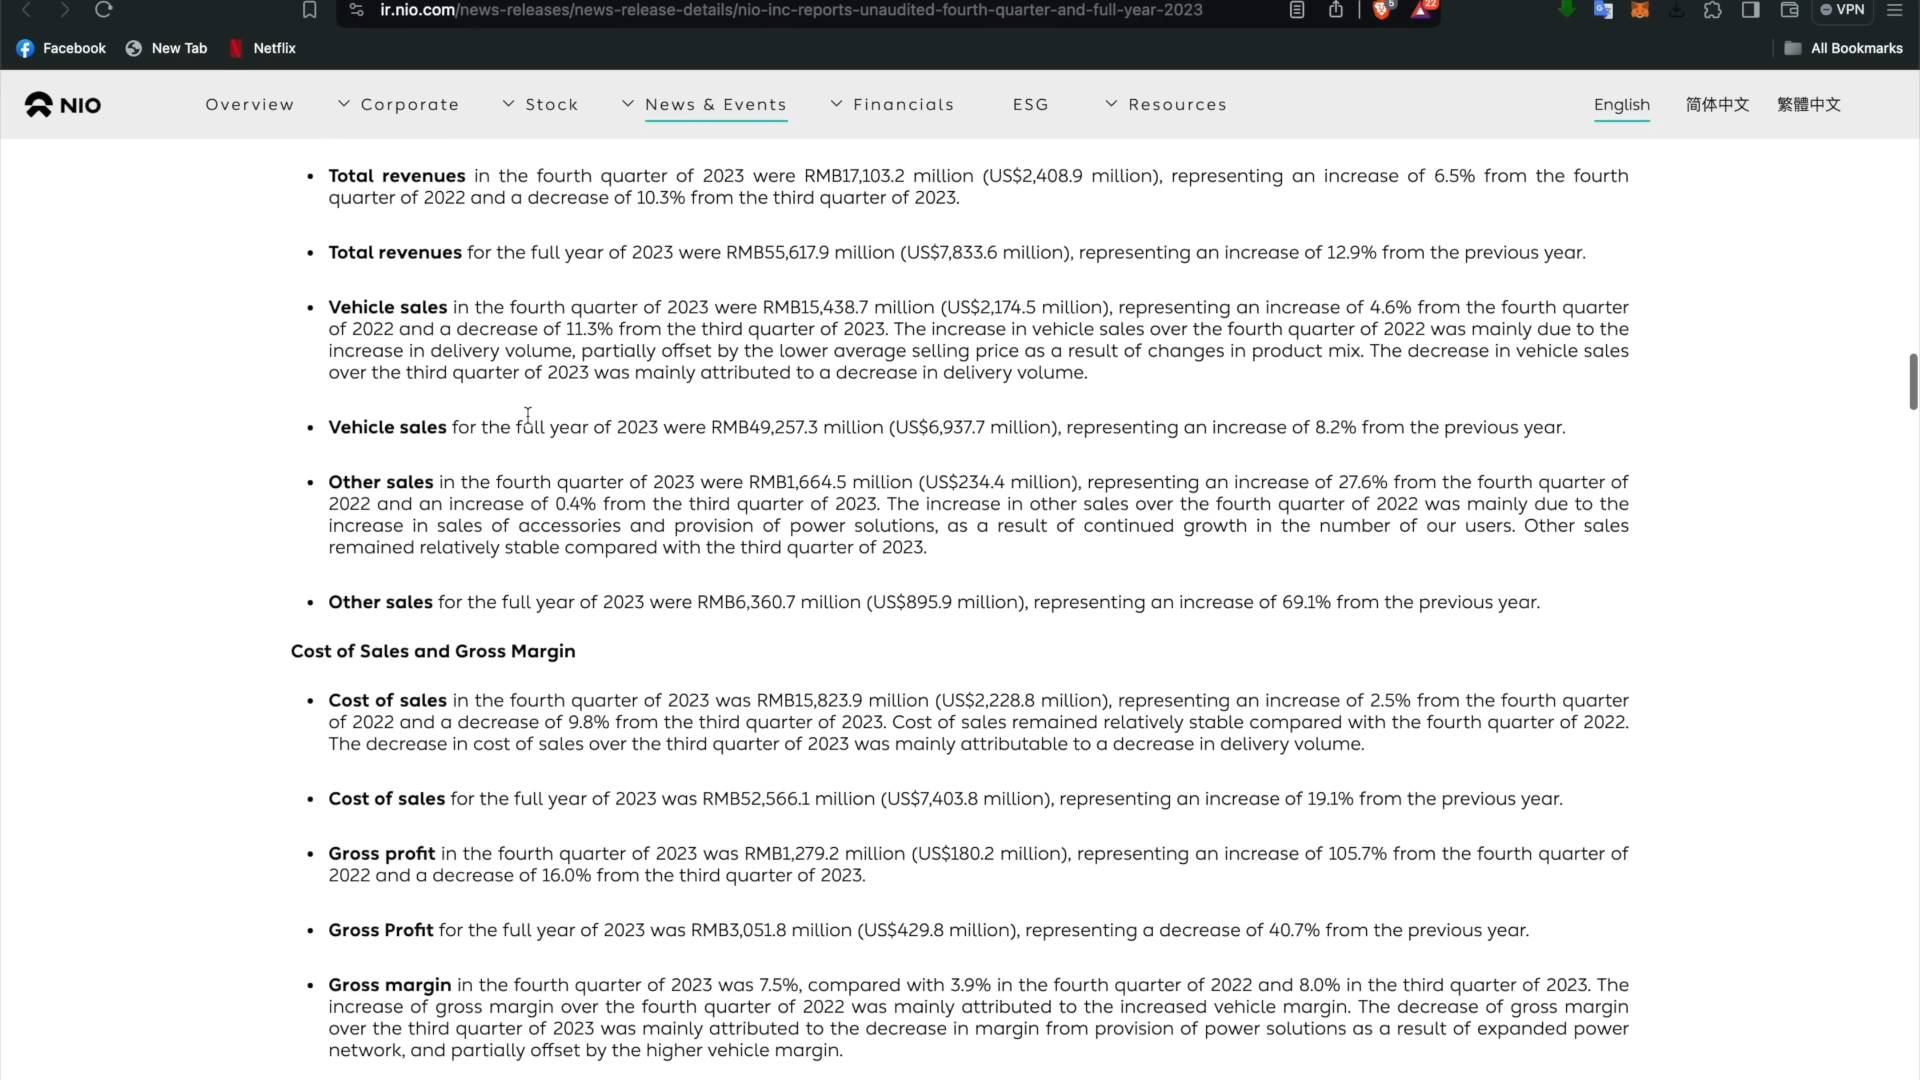 ir.nio.com/news-releases/news-release-details/nio-inc-reports-unaudited-fourth-quarter-and-full-year-2023
5
22
VPN
Facebook
New Tab
Netflix
All Bookmarks
NIO
Overview
Corporate
Stock
News & Events
Financials
ESG
Resources
English
简体中文
繁體中文
• Total revenues in the fourth quarter of 2023 were RMB17,103.2 million (US$2,408.9 million), representing an increase of 6.5% from the fourth
quarter of 2022 and a decrease of 10.3% from the third quarter of 2023.
• Total revenues for the full year of 2023 were RMB55,617.9 million (US$7,833.6 million), representing an increase of 12.9% from the previous year.
• Vehicle sales in the fourth quarter of 2023 were RMB15,438.7 million (US$2,174.5 million), representing an increase of 4.6% from the fourth quarter
of 2022 and a decrease of 11.3% from the third quarter of 2023. The increase in vehicle sales over the fourth quarter of 2022 was mainly due to the
increase in delivery volume, partially offset by the lower average selling price as a result of changes in product mix. The decrease in vehicle sales
over the third quarter of 2023 was mainly attributed to a decrease in delivery volume.
• Vehicle sales for the full year of 2023 were RMB49,257.3 million (US$6,937.7 million), representing an increase of 8.2% from the previous year.
• Other sales in the fourth quarter of 2023 were RMB1,664.5 million (US$234.4 million), representing an increase of 27.6% from the fourth quarter of
2022 and an increase of 0.4% from the third quarter of 2023. The increase in other sales over the fourth quarter of 2022 was mainly due to the
increase in sales of accessories and provision of power solutions, as a result of continued growth in the number of our users. Other sales
remained relatively stable compared with the third quarter of 2023.
• Other sales for the full year of 2023 were RMB6,360.7 million (US$895.9 million), representing an increase of 69.1% from the previous year.
Cost of Sales and Gross Margin
• Cost of sales in the fourth quarter of 2023 was RMB15,823.9 million (US$2,228.8 million), representing an increase of 2.5% from the fourth quarter
of 2022 and a decrease of 9.8% from the third quarter of 2023. Cost of sales remained relatively stable compared with the fourth quarter of 2022.
The decrease in cost of sales over the third quarter of 2023 was mainly attributable to a decrease in delivery volume.
• Cost of sales for the full year of 2023 was RMB52,566.1 million (US$7,403.8 million), representing an increase of 19.1% from the previous year.
• Gross profit in the fourth quarter of 2023 was RMB1,279.2 million (US$180.2 million), representing an increase of 105.7% from the fourth quarter of
2022 and a decrease of 16.0% from the third quarter of 2023.
• Gross Profit for the full year of 2023 was RMB3,051.8 million (US$429.8 million), representing a decrease of 40.7% from the previous year.
• Gross margin in the fourth quarter of 2023 was 7.5%, compared with 3.9% in the fourth quarter of 2022 and 8.0% in the third quarter of 2023. The
increase of gross margin over the fourth quarter of 2022 was mainly attributed to the increased vehicle margin. The decrease of gross margin
over the third quarter of 2023 was mainly attributed to the decrease in margin from provision of power solutions as a result of expanded power
network, and partially offset by the higher vehicle margin.